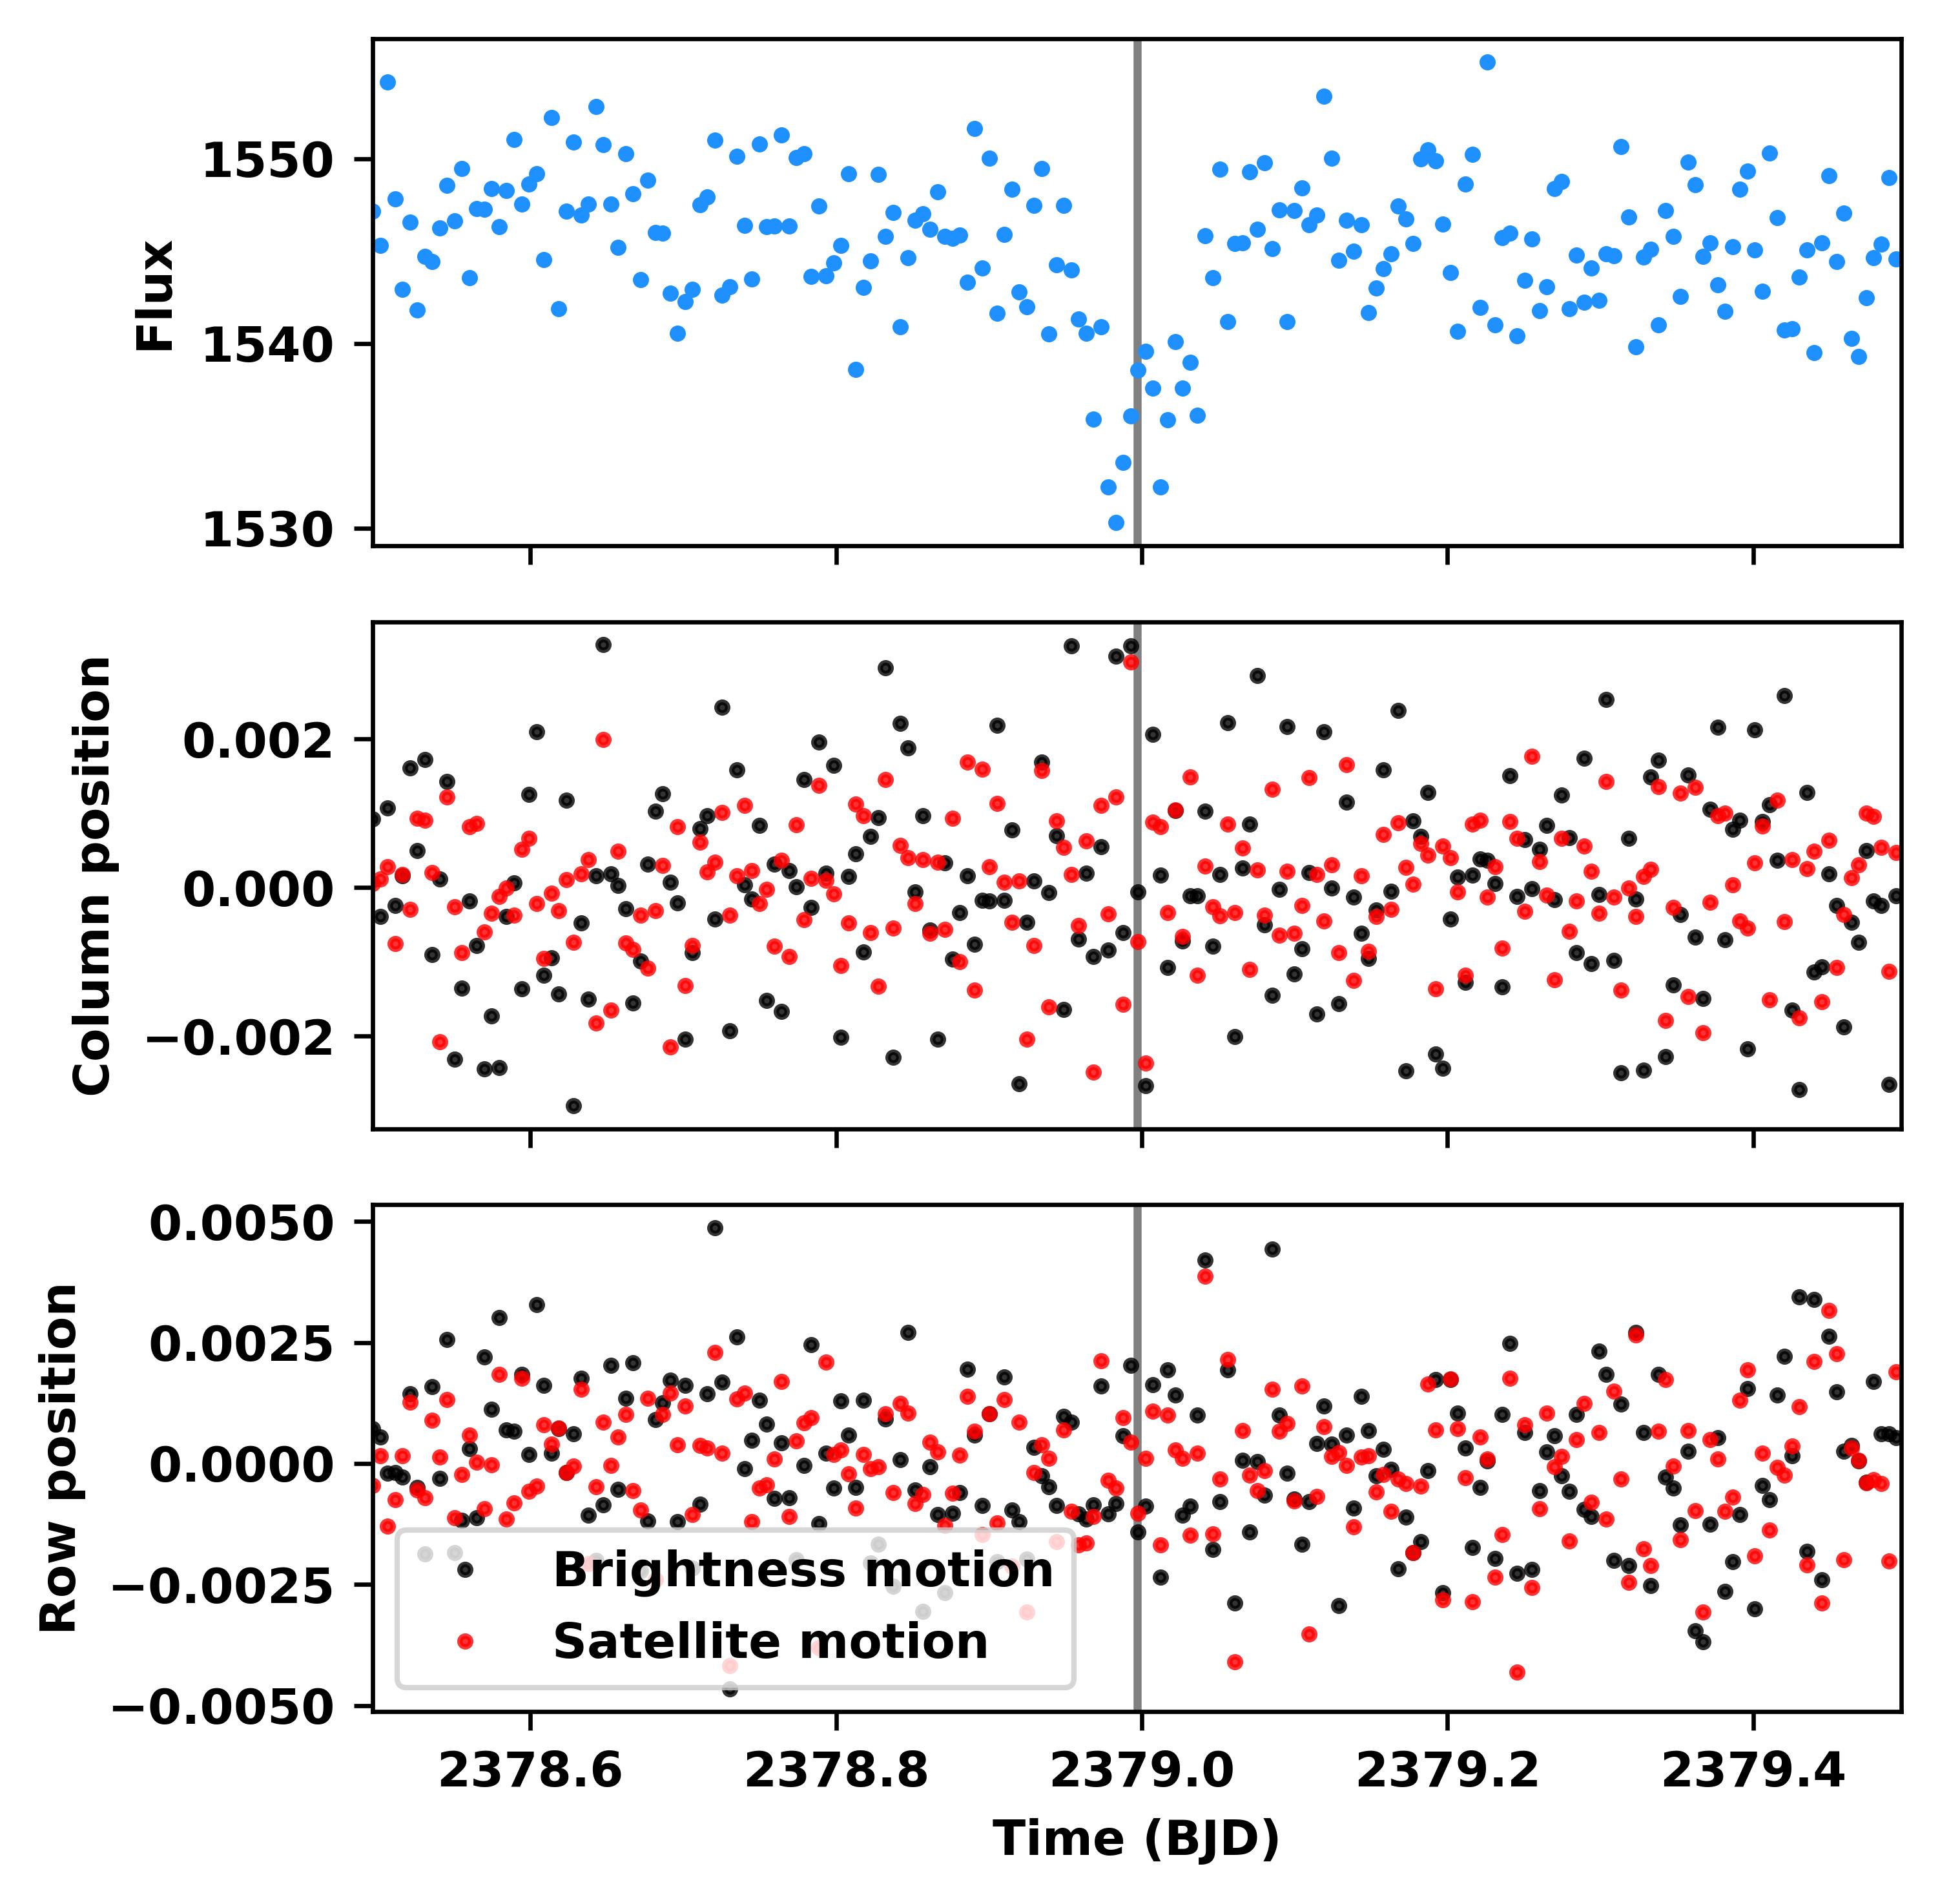 Flux
1550
1540
1530
Column position
0.002
0.000
−0.002
Row position
0.0050
0.0025
0.0000
−0.0025
−0.0050
Brightness motion
Satellite motion
2378.6 2378.8 2379.0 2379.2 2379.4
Time (BJD)